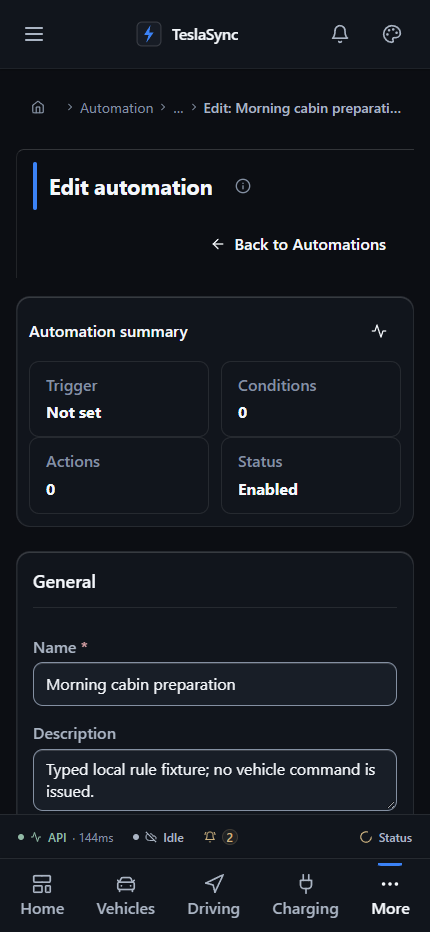 TeslaSync
Automation ... Edit: Morning cabin preparati...
Edit automation
Back to Automations
Automation summary
Trigger
Not set
Conditions
0
Actions
0
Status
Enabled
General
Name *
Morning cabin preparation
Description
Typed local rule fixture; no vehicle command is
issued.
API · 144ms Idle 2 Status
Home Vehicles Driving Charging More